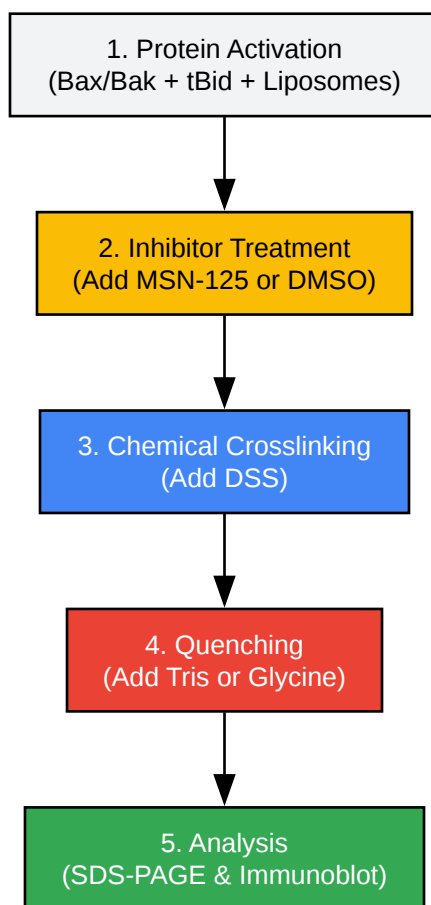 1. Protein Activation
(Bax/Bak + tBid + Liposomes)
2. Inhibitor Treatment
(Add MSN-125 or DMSO)
3. Chemical Crosslinking
(Add DSS)
4. Quenching
(Add Tris or Glycine)
5. Analysis
(SDS-PAGE & Immunoblot)